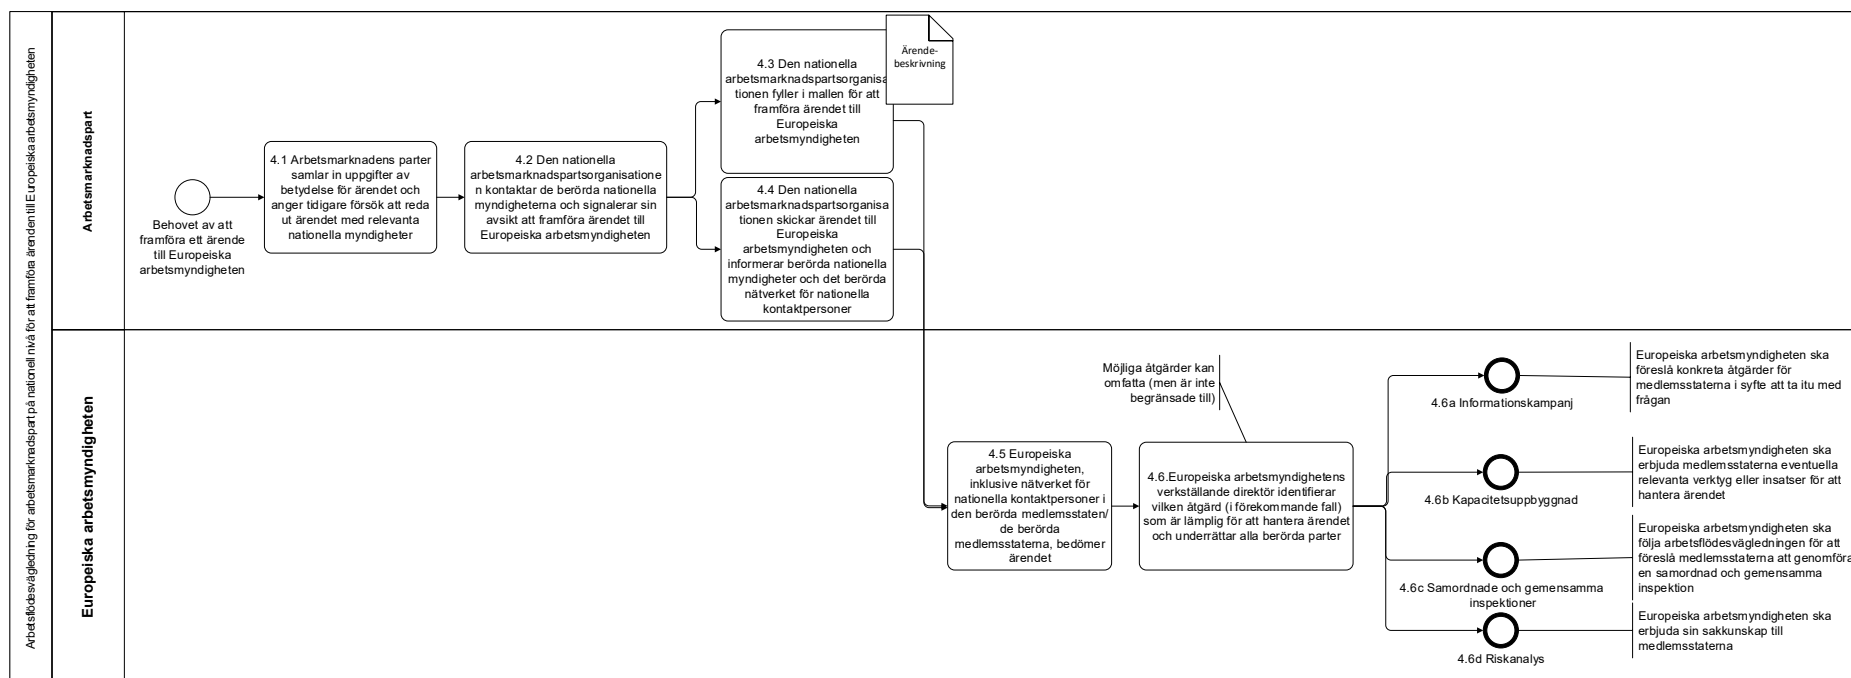 Arbetsflödesvägledning för arbetsmarknadspart på nationell nivå för att framföra ärenden till Europeiska arbetsmyndigheten
Arbetsmarknadspart
Behovet av att
framföra ett ärende
till Europeiska
arbetsmyndigheten
4.1 Arbetsmarknadens parter
samlar in uppgifter av
betydelse för ärendet och
anger tidigare försök att reda
ut ärendet med relevanta
nationella myndigheter
4.2 Den nationella
arbetsmarknadspartsorganisatione
n kontaktar de berörda nationella
myndigheterna och signalerar sin
avsikt att framföra ärendet till
Europeiska arbetsmyndigheten
4.3 Den nationella
arbetsmarknadspartsorganisa
tionen fyller i mallen för att
framföra ärendet till
Europeiska
arbetsmyndigheten
Ärende-
beskrivning
4.4 Den nationella
arbetsmarknadspartsorganisa
tionen skickar ärendet till
Europeiska
arbetsmyndigheten och
informerar berörda nationella
myndigheter och det berörda
nätverket för nationella
kontaktpersoner
Europeiska arbetsmyndigheten
4.5 Europeiska
arbetsmyndigheten,
inklusive nätverket för
nationella kontaktpersoner i
den berörda medlemsstaten/
de berörda
medlemsstaterna, bedömer
ärendet
Möjliga åtgärder kan
omfatta (men är inte
begränsade till)
4.6.Europeiska arbetsmyndighetens
verkställande direktör identifierar
vilken åtgärd (i förekommande fall)
som är lämplig för att hantera ärendet
och underrättar alla berörda parter
4.6a Informationskampanj
Europeiska arbetsmyndigheten ska
föreslå konkreta åtgärder för
medlemsstaterna i syfte att ta itu med
frågan
4.6b Kapacitetsuppbyggnad
Europeiska arbetsmyndigheten ska
erbjuda medlemsstaterna eventuella
relevanta verktyg eller insatser för att
hantera ärendet
4.6c Samordnade och gemensamma
inspektioner
Europeiska arbetsmyndigheten ska
följa arbetsflödesvägledningen för att
föreslå medlemsstaterna att genomföra
en samordnad och gemensamma
inspektion
4.6d Riskanalys
Europeiska arbetsmyndigheten ska
erbjuda sin sakkunskap till
medlemsstaterna